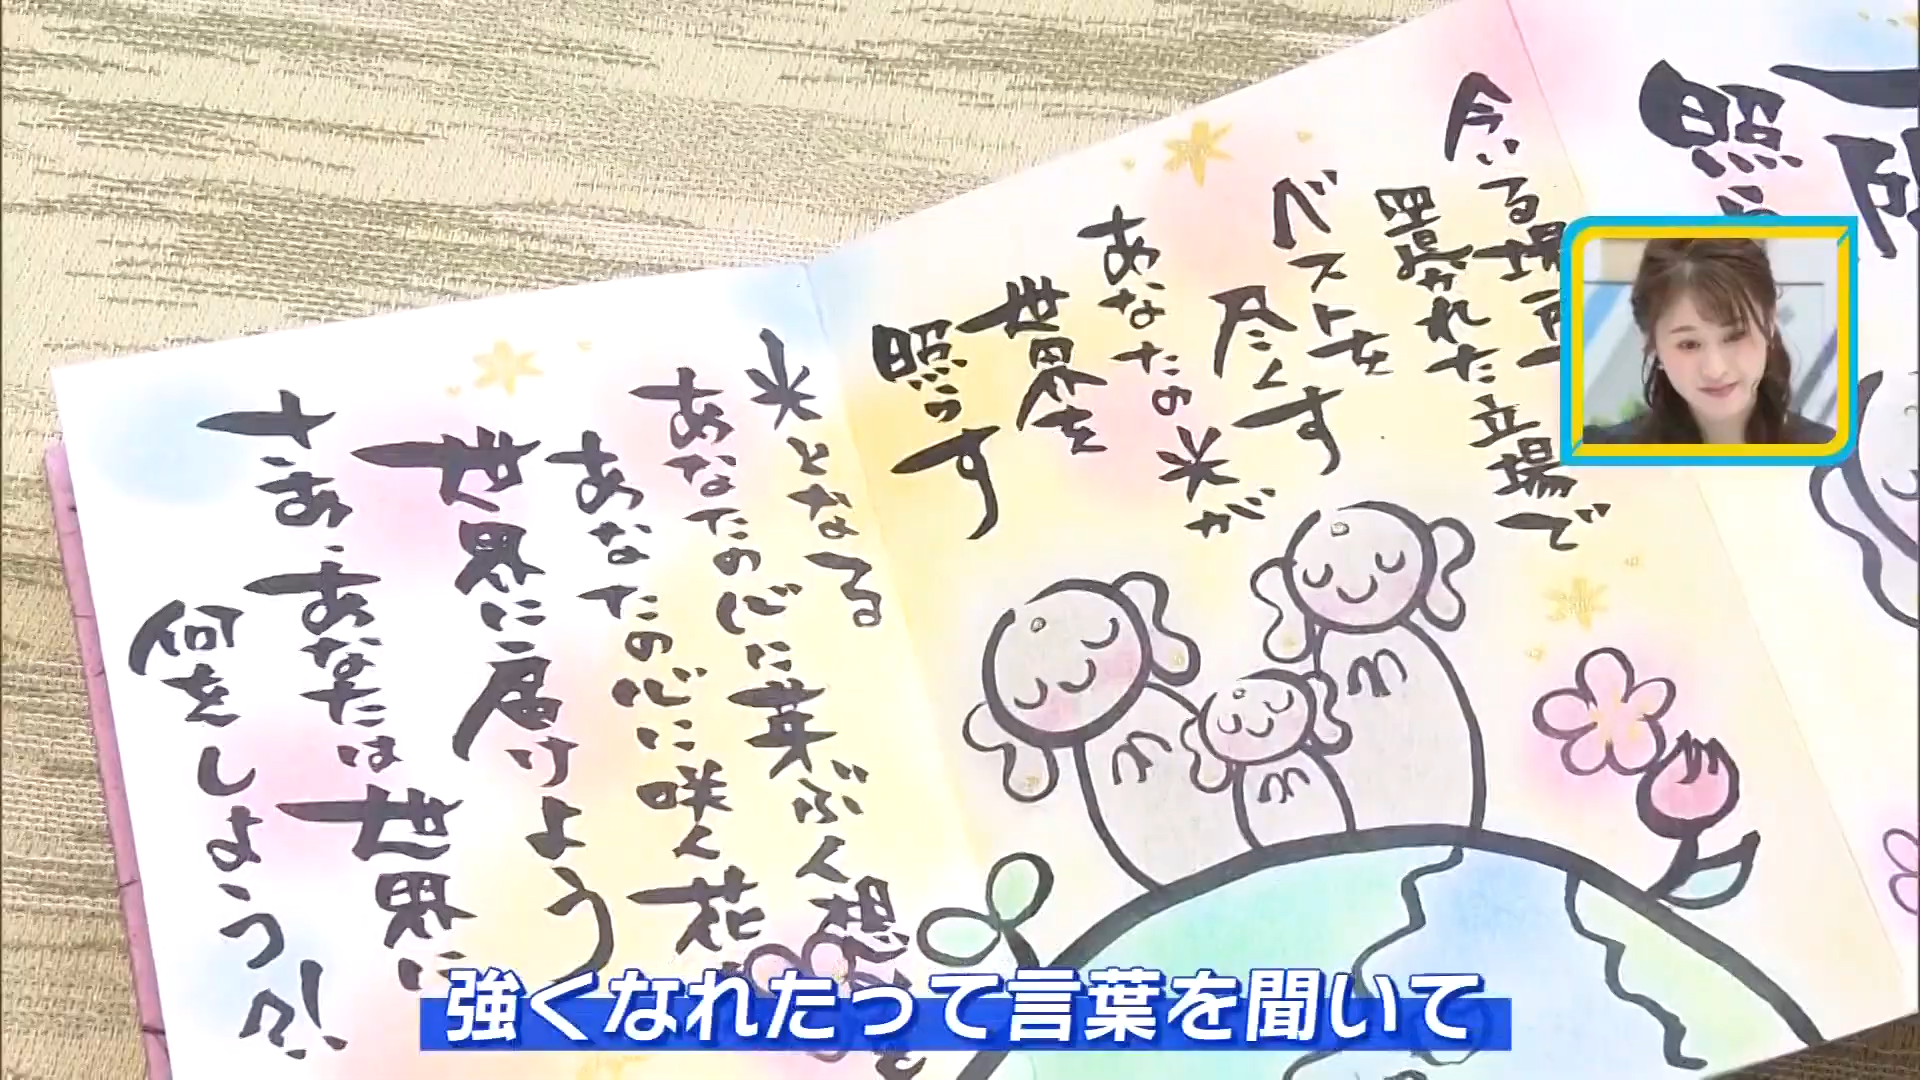 照ら
今いる場所
置かれた立場で
ベストを
尽くす
あなたの光が
世界を
照らす
光となる
あなたの心に芽ぶく想
あなたの心に咲く花
世界に届けよう
さあ、あなたは世界に
何をしよう!
強くなれたって言葉を聞いて